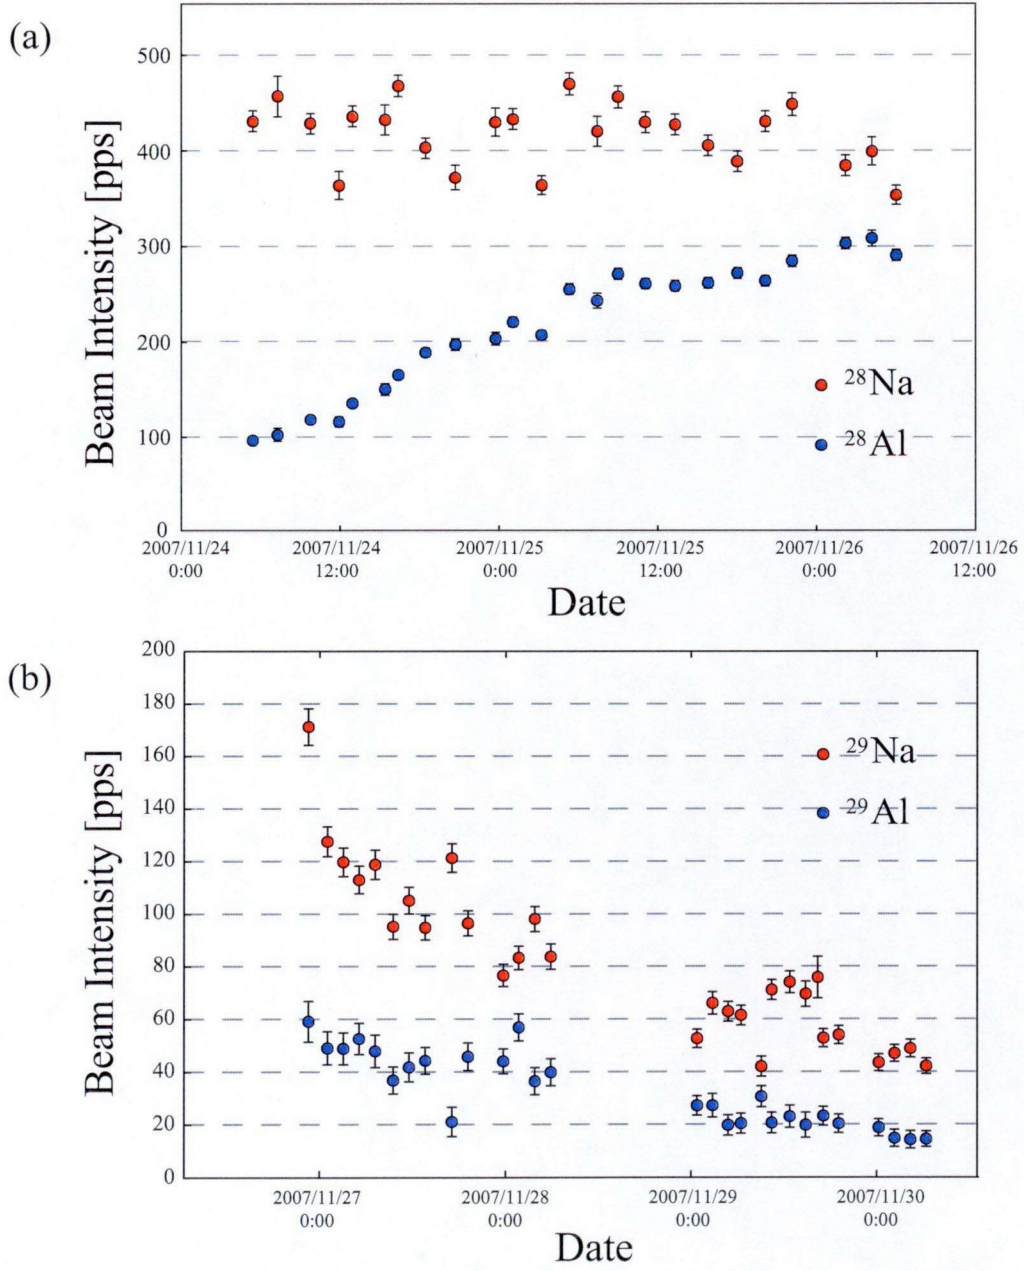 (a)
Beam Intensity [pps]
500
400
300
200
100
0
28Na
28Al
2007/11/24 2007/11/24 2007/11/25 2007/11/25 2007/11/26 2007/11/26
0:00 12:00 0:00 12:00 0:00 12:00
Date
(b)
Beam Intensity [pps]
200
180
160
140
120
100
80
60
40
20
0
29Na
29Al
2007/11/27 2007/11/28 2007/11/29 2007/11/30
0:00 0:00 0:00 0:00
Date